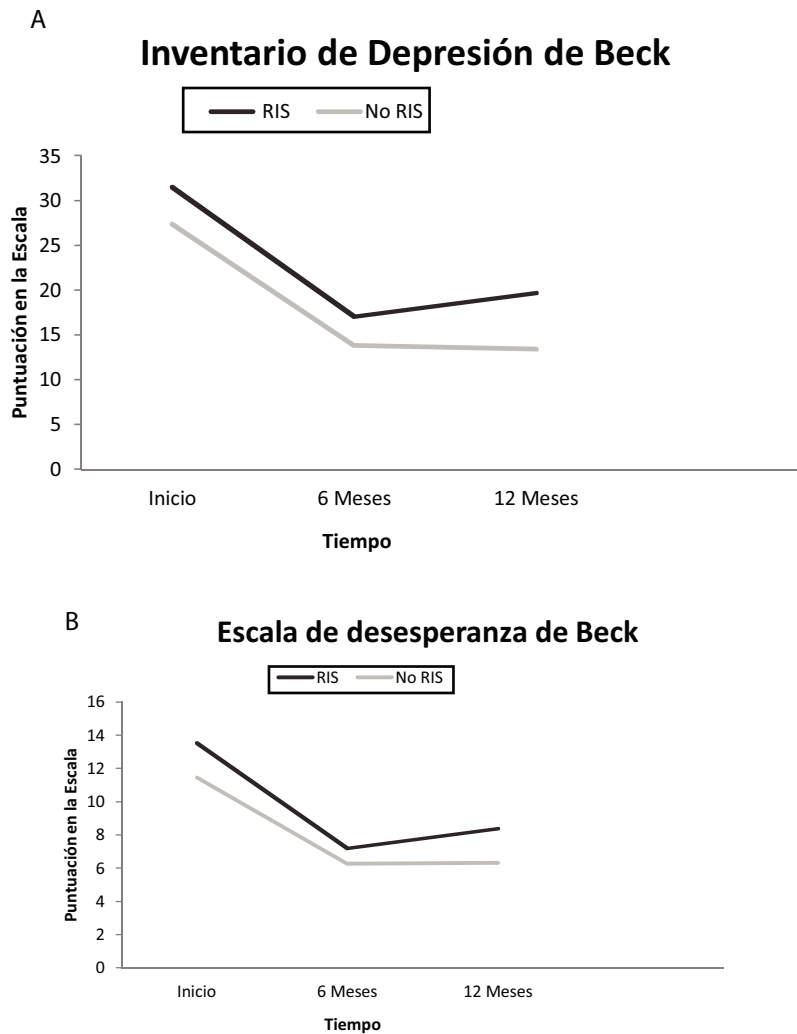 A
Inventario de Depresión de Beck
RIS No RIS
Puntuación en la Escala
35
30
25
20
15
10
5
0
Inicio 6 Meses 12 Meses
Tiempo
B
Escala de desesperanza de Beck
RIS No RIS
Puntuación en la Escala
16
14
12
10
8
6
4
2
0
Inicio 6 Meses 12 Meses
Tiempo